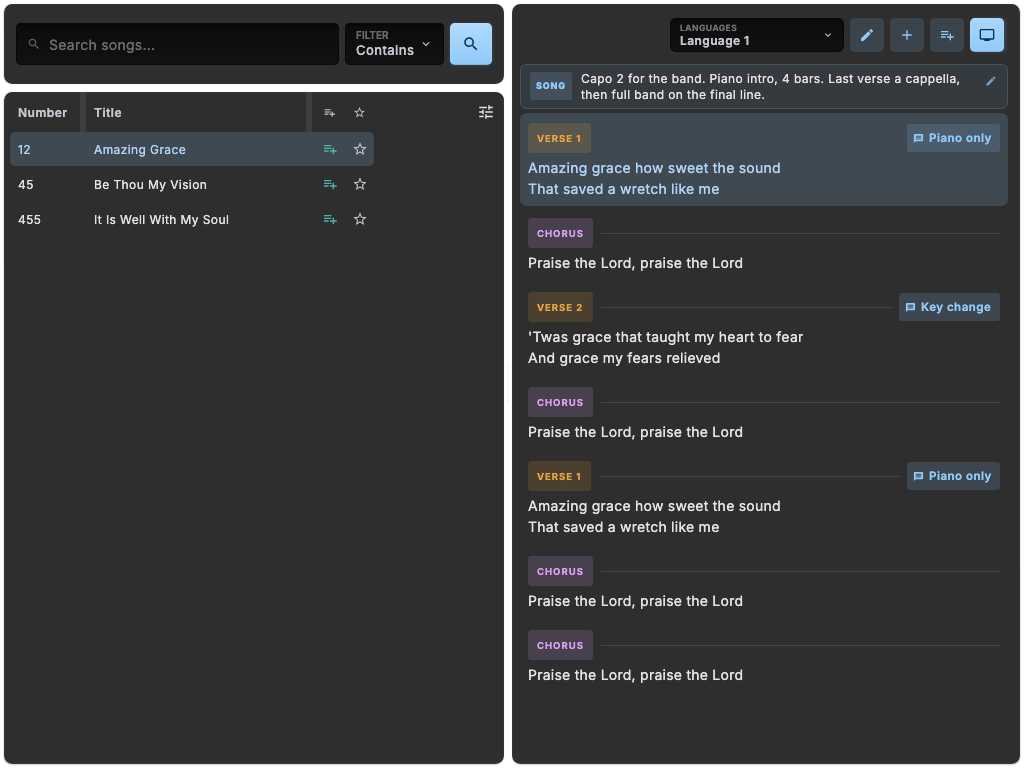 Search songs...
FILTER
Contains
Number Title
12 Amazing Grace
45 Be Thou My Vision
455 It Is Well With My Soul
LANGUAGES
Language 1
SONG
Capo 2 for the band. Piano intro, 4 bars. Last verse a cappella,
then full band on the final line.
VERSE 1 Piano only
Amazing grace how sweet the sound
That saved a wretch like me
CHORUS
Praise the Lord, praise the Lord
VERSE 2 Key change
'Twas grace that taught my heart to fear
And grace my fears relieved
CHORUS
Praise the Lord, praise the Lord
VERSE 1 Piano only
Amazing grace how sweet the sound
That saved a wretch like me
CHORUS
Praise the Lord, praise the Lord
CHORUS
Praise the Lord, praise the Lord